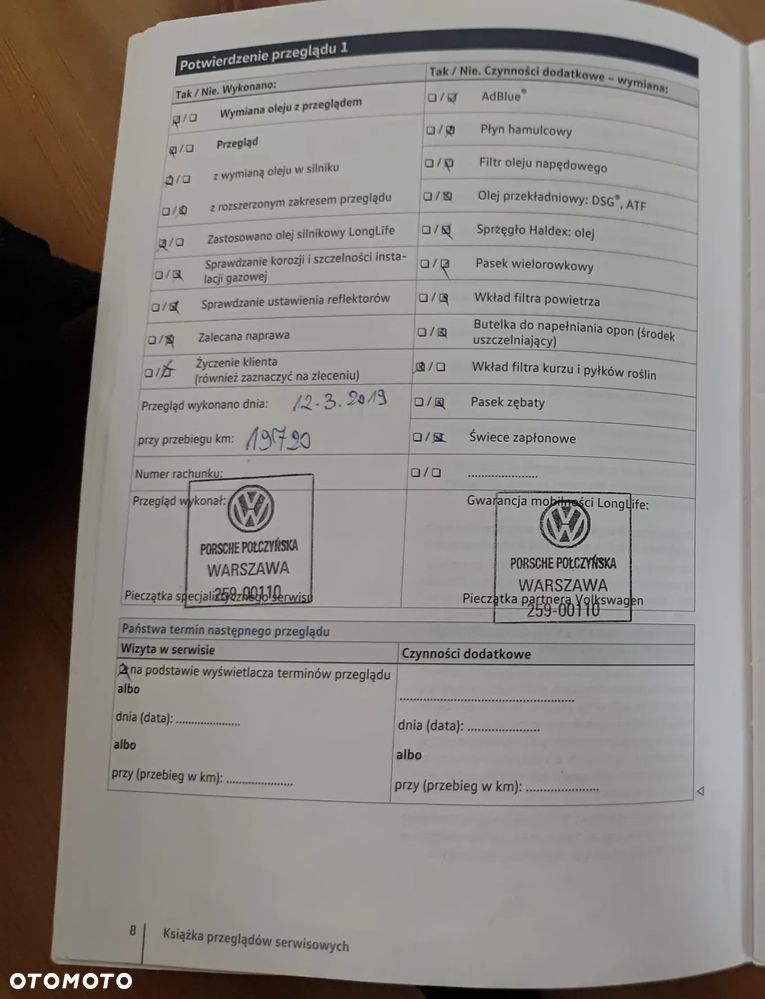 Potwierdzenie przeglądu 1
Tak / Nie. Wykonano:
☑ / ☐ Wymiana oleju z przeglądem
☑ / ☐ Przegląd
☑ / ☐ z wymianą oleju w silniku
☐ / ☑ z rozszerzonym zakresem przeglądu
☑ / ☐ Zastosowano olej silnikowy LongLife
☐ / ☑ Sprawdzanie korozji i szczelności insta-
lacji gazowej
☐ / ☑ Sprawdzanie ustawienia reflektorów
☐ / ☑ Zalecana naprawa
☐ / ☑ Życzenie klienta
(również zaznaczyć na zleceniu)
Przegląd wykonano dnia: 12.3.2019
przy przebiegu km: 19790
Numer rachunku:
Przegląd wykonał:
PORSCHE POŁCZYŃSKA
WARSZAWA
259-00110
Pieczątka specjalistycznego serwisu
Tak / Nie. Czynności dodatkowe – wymiana:
☐ / ☑ AdBlue®
☐ / ☑ Płyn hamulcowy
☐ / ☑ Filtr oleju napędowego
☐ / ☑ Olej przekładniowy: DSG®, ATF
☐ / ☑ Sprzęgło Haldex: olej
☐ / ☑ Pasek wielorowkowy
☐ / ☑ Wkład filtra powietrza
☐ / ☑ Butelka do napełniania opon (środek
uszczelniający)
☑ / ☐ Wkład filtra kurzu i pyłków roślin
☐ / ☑ Pasek zębaty
☐ / ☑ Świece zapłonowe
☐ / ☐ .....................
Gwarancja mobilności LongLife:
PORSCHE POŁCZYŃSKA
WARSZAWA
259-00110
Pieczątka partnera Volkswagen
Państwa termin następnego przeglądu
Wizyta w serwisie
☑ na podstawie wyświetlacza terminów przeglądu
albo
dnia (data): ....................
albo
przy (przebieg w km): ....................
Czynności dodatkowe
....................................................
dnia (data): ......................
albo
przy (przebieg w km): ......................
8 Książka przeglądów serwisowych
OTOMOTO